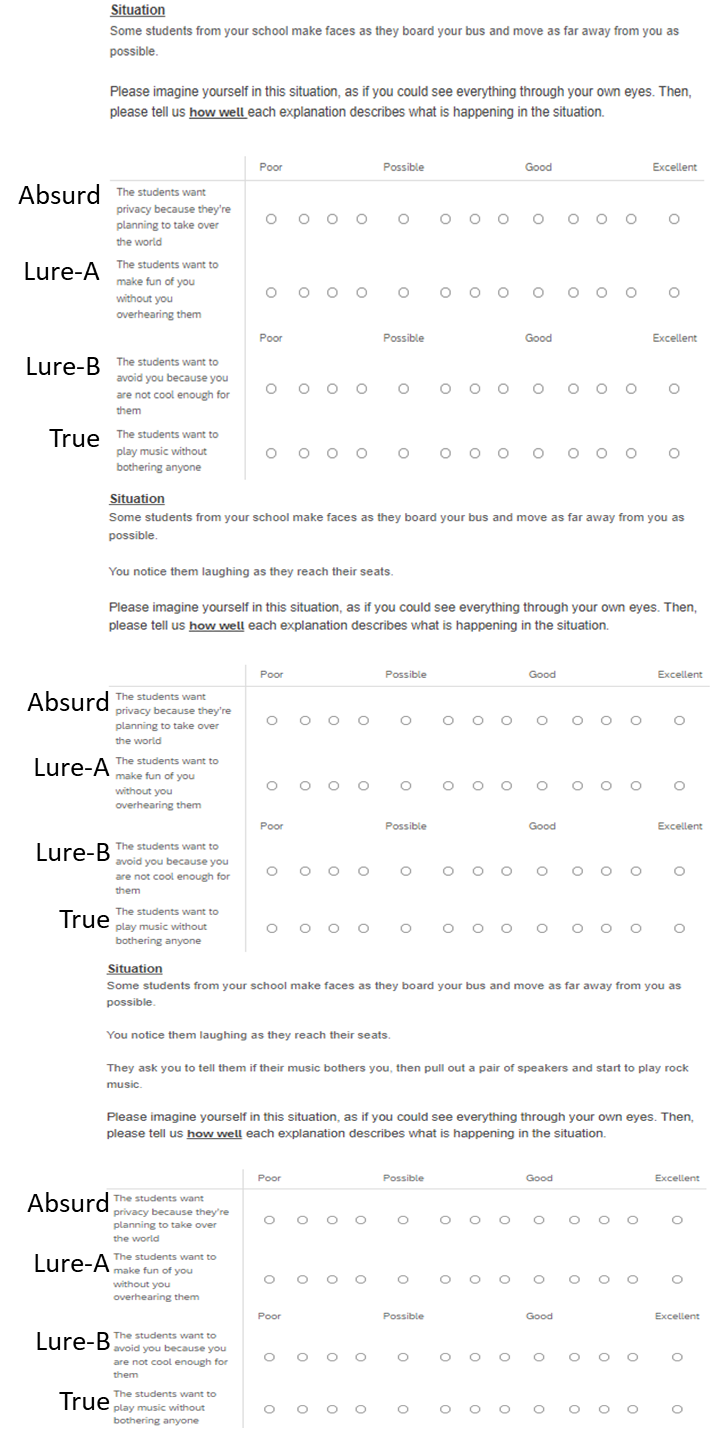 Situation
Some students from your school make faces as they board your bus and move as far away from you as
possible.
Please imagine yourself in this situation, as if you could see everything through your own eyes. Then,
please tell us how well each explanation describes what is happening in the situation.
Poor Possible Good Excellent
Absurd
The students want
privacy because they're
planning to take over
the world
Lure-A
The students want to
make fun of you
without you
overhearing them
Poor Possible Good Excellent
Lure-B
The students want to
avoid you because you
are not cool enough for
them
True
The students want to
play music without
bothering anyone
Situation
Some students from your school make faces as they board your bus and move as far away from you as
possible.
You notice them laughing as they reach their seats.
Please imagine yourself in this situation, as if you could see everything through your own eyes. Then,
please tell us how well each explanation describes what is happening in the situation.
Poor Possible Good Excellent
Absurd
The students want
privacy because they're
planning to take over
the world
Lure-A
The students want to
make fun of you
without you
overhearing them
Poor Possible Good Excellent
Lure-B
The students want to
avoid you because you
are not cool enough for
them
True
The students want to
play music without
bothering anyone
Situation
Some students from your school make faces as they board your bus and move as far away from you as
possible.
You notice them laughing as they reach their seats.
They ask you to tell them if their music bothers you, then pull out a pair of speakers and start to play rock
music.
Please imagine yourself in this situation, as if you could see everything through your own eyes. Then,
please tell us how well each explanation describes what is happening in the situation.
Poor Possible Good Excellent
Absurd
The students want
privacy because they're
planning to take over
the world
Lure-A
The students want to
make fun of you
without you
overhearing them
Poor Possible Good Excellent
Lure-B
The students want to
avoid you because you
are not cool enough for
them
True
The students want to
play music without
bothering anyone